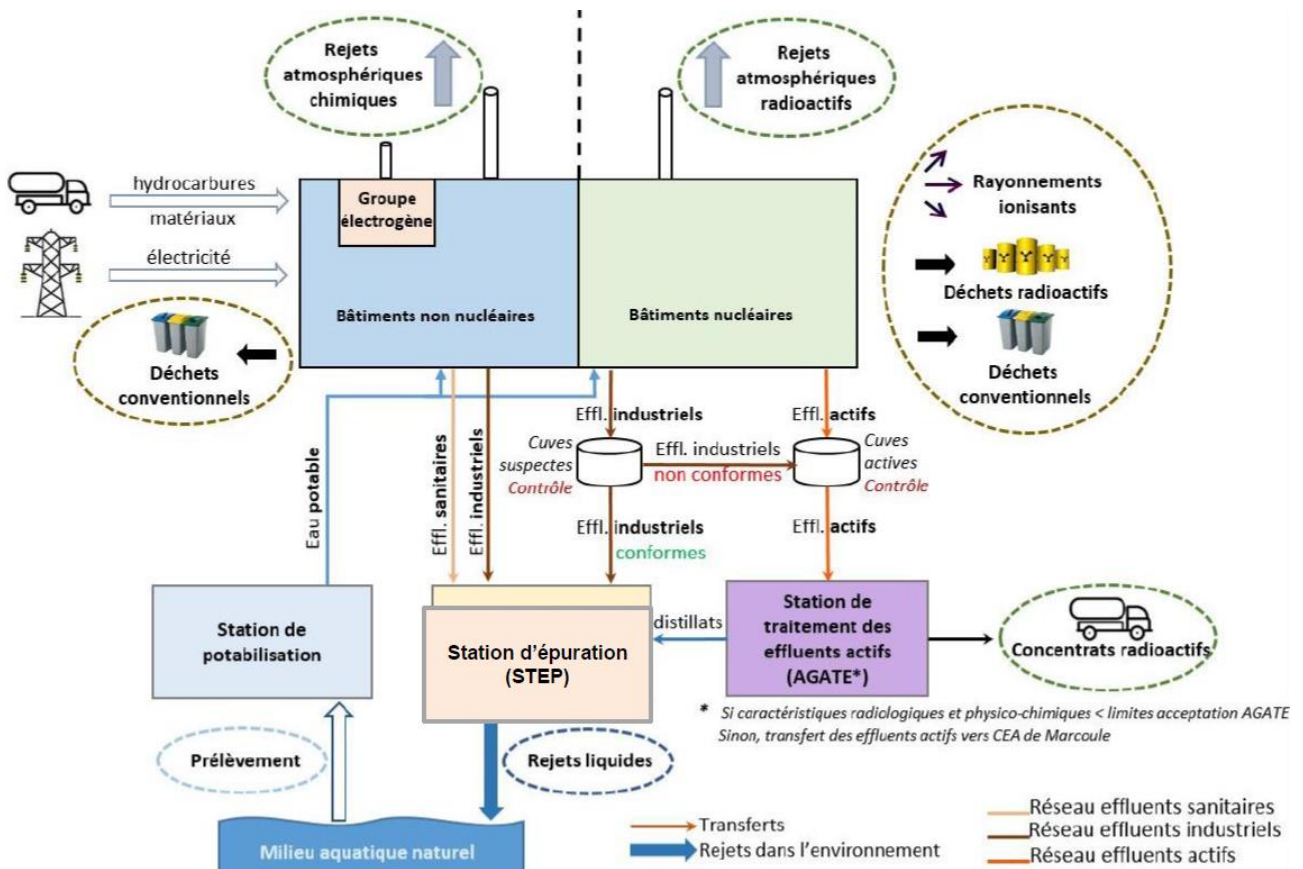 Rejets
atmosphériques
chimiques
Rejets
atmosphériques
radioactifs
hydrocarbures
matériaux
électricité
Groupe
électrogène
Bâtiments non nucléaires
Bâtiments nucléaires
Rayonnements
ionisants
Déchets radioactifs
Déchets
conventionnels
Déchets
conventionnels
Eau potable
Effl. sanitaires
Effl. industriels
Effl. industriels
Effl. actifs
Cuves
suspectes
Contrôle
Effl. industriels
non conformes
Cuves
actives
Contrôle
Effl. industriels
conformes
Effl. actifs
Station de
potabilisation
Station d'épuration
(STEP)
distillats
Station de
traitement des
effluents actifs
(AGATE*)
Concentrats radioactifs
* Si caractéristiques radiologiques et physico-chimiques < limites acceptation AGATE
Sinon, transfert des effluents actifs vers CEA de Marcoule
Prélèvement
Rejets liquides
Milieu aquatique naturel
Transferts
Rejets dans l'environnement
Réseau effluents sanitaires
Réseau effluents industriels
Réseau effluents actifs